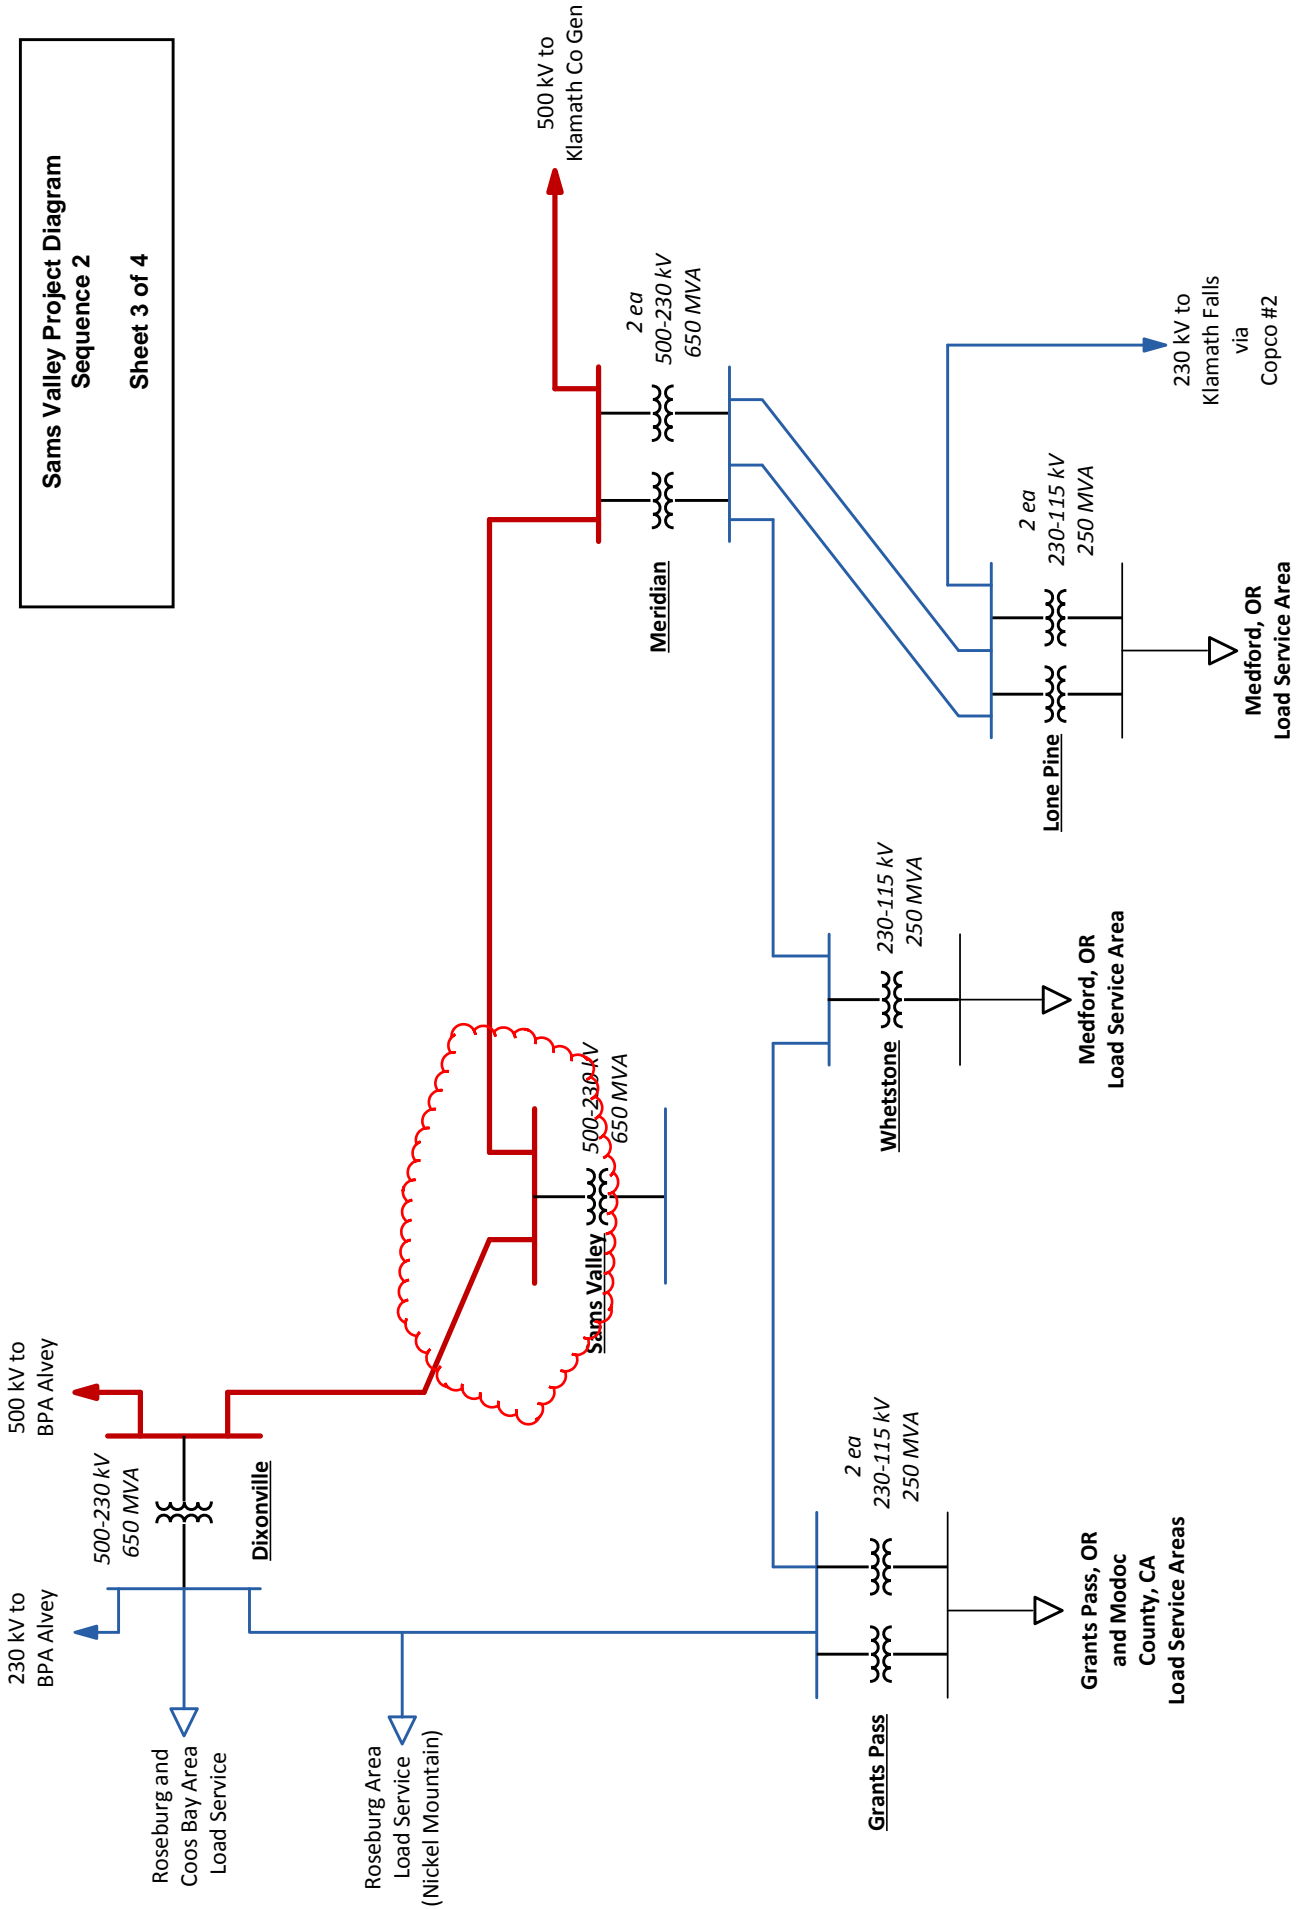 Sams Valley Project Diagram
Sequence 2
Sheet 3 of 4
230 kV to
BPA Alvey
500 kV to
BPA Alvey
500-230 kV
650 MVA
Dixonville
Roseburg and
Coos Bay Area
Load Service
Roseburg Area
Load Service
(Nickel Mountain)
500-230 kV
650 MVA
Sams Valley
500 kV to
Klamath Co Gen
2 ea
500-230 kV
650 MVA
Meridian
Grants Pass
2 ea
230-115 kV
250 MVA
Grants Pass, OR
and Modoc
County, CA
Load Service Areas
Whetstone
230-115 kV
250 MVA
Medford, OR
Load Service Area
Lone Pine
2 ea
230-115 kV
250 MVA
Medford, OR
Load Service Area
230 kV to
Klamath Falls
via
Copco #2